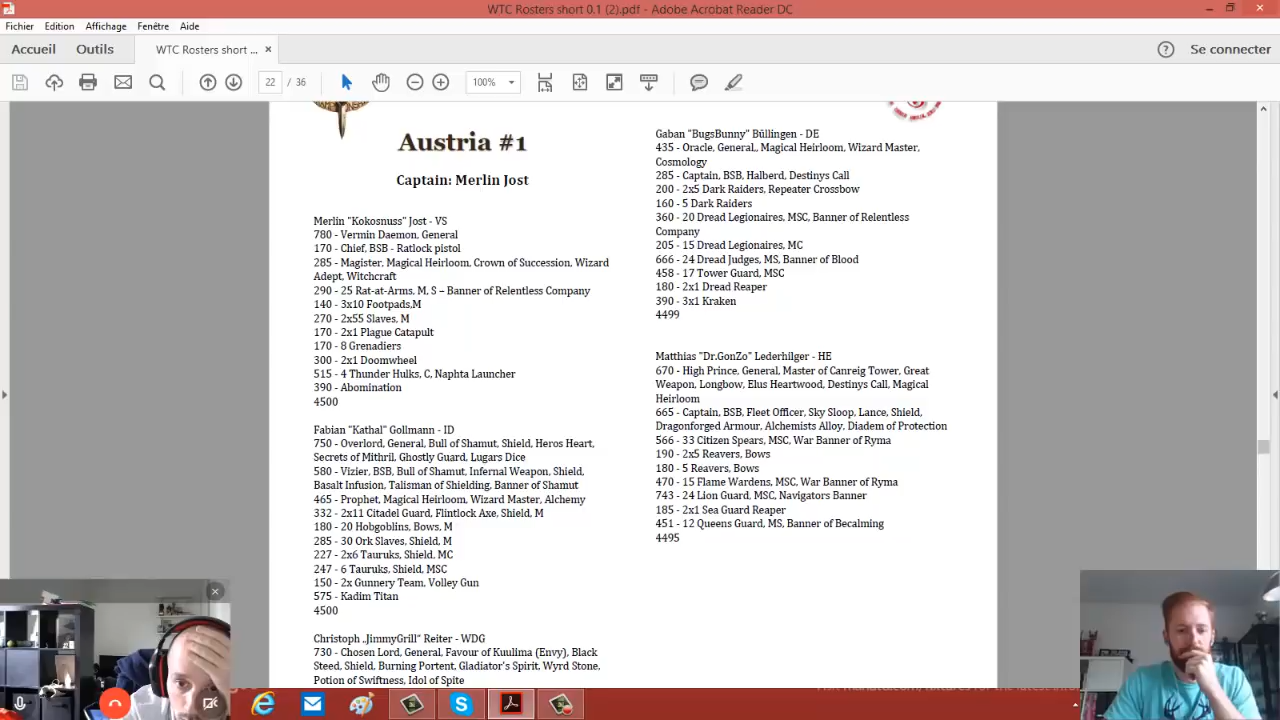 WTC Rosters short 0.1 (2).pdf - Adobe Acrobat Reader DC
Fichier Edition Affichage Fenêtre Aide
Accueil Outils WTC Rosters short ... × Se connecter
22 / 36 100%
Austria #1
Captain: Merlin Jost
Merlin "Kokosnuss" Jost - VS
780 - Vermin Daemon, General
170 - Chief, BSB - Ratlock pistol
285 - Magister, Magical Heirloom, Crown of Succession, Wizard
Adept, Witchcraft
290 - 25 Rat-at-Arms, M, S – Banner of Relentless Company
140 - 3x10 Footpads,M
270 - 2x55 Slaves, M
170 - 2x1 Plague Catapult
170 - 8 Grenadiers
300 - 2x1 Doomwheel
515 - 4 Thunder Hulks, C, Naphta Launcher
390 - Abomination
4500
Fabian "Kathal" Gollmann - ID
750 - Overlord, General, Bull of Shamut, Shield, Heros Heart,
Secrets of Mithril, Ghostly Guard, Lugars Dice
580 - Vizier, BSB, Bull of Shamut, Infernal Weapon, Shield,
Basalt Infusion, Talisman of Shielding, Banner of Shamut
465 - Prophet, Magical Heirloom, Wizard Master, Alchemy
332 - 2x11 Citadel Guard, Flintlock Axe, Shield, M
180 - 20 Hobgoblins, Bows, M
285 - 30 Ork Slaves, Shield, M
227 - 2x6 Tauruks, Shield, MC
247 - 6 Tauruks, Shield, MSC
150 - 2x Gunnery Team, Volley Gun
575 - Kadim Titan
4500
Christoph „JimmyGrill" Reiter - WDG
730 - Chosen Lord, General, Favour of Kuulima (Envy), Black
Steed, Shield, Burning Portent, Gladiator's Spirit, Wyrd Stone,
Potion of Swiftness, Idol of Spite
Gaban "BugsBunny" Büllingen - DE
435 - Oracle, General,, Magical Heirloom, Wizard Master,
Cosmology
285 - Captain, BSB, Halberd, Destinys Call
200 - 2x5 Dark Raiders, Repeater Crossbow
160 - 5 Dark Raiders
360 - 20 Dread Legionaires, MSC, Banner of Relentless
Company
205 - 15 Dread Legionaires, MC
666 - 24 Dread Judges, MS, Banner of Blood
458 - 17 Tower Guard, MSC
180 - 2x1 Dread Reaper
390 - 3x1 Kraken
4499
Matthias "Dr.GonZo" Lederhilger - HE
670 - High Prince, General, Master of Canreig Tower, Great
Weapon, Longbow, Elus Heartwood, Destinys Call, Magical
Heirloom
665 - Captain, BSB, Fleet Officer, Sky Sloop, Lance, Shield,
Dragonforged Armour, Alchemists Alloy, Diadem of Protection
566 - 33 Citizen Spears, MSC, War Banner of Ryma
190 - 2x5 Reavers, Bows
180 - 5 Reavers, Bows
470 - 15 Flame Wardens, MSC, War Banner of Ryma
743 - 24 Lion Guard, MSC, Navigators Banner
185 - 2x1 Sea Guard Reaper
451 - 12 Queens Guard, MS, Banner of Becalming
4495